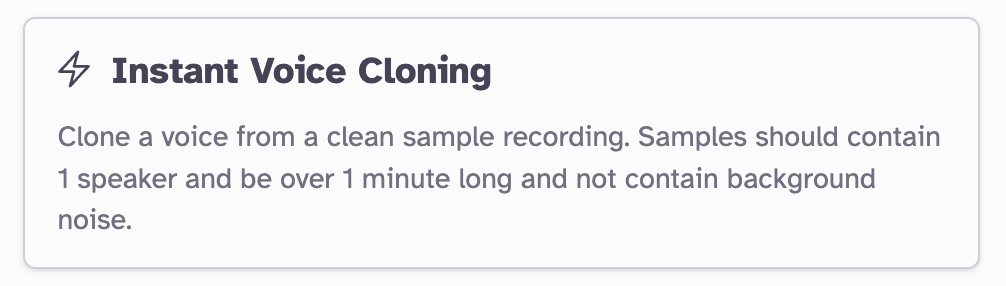 Instant Voice Cloning
Clone a voice from a clean sample recording. Samples should contain
1 speaker and be over 1 minute long and not contain background
noise.